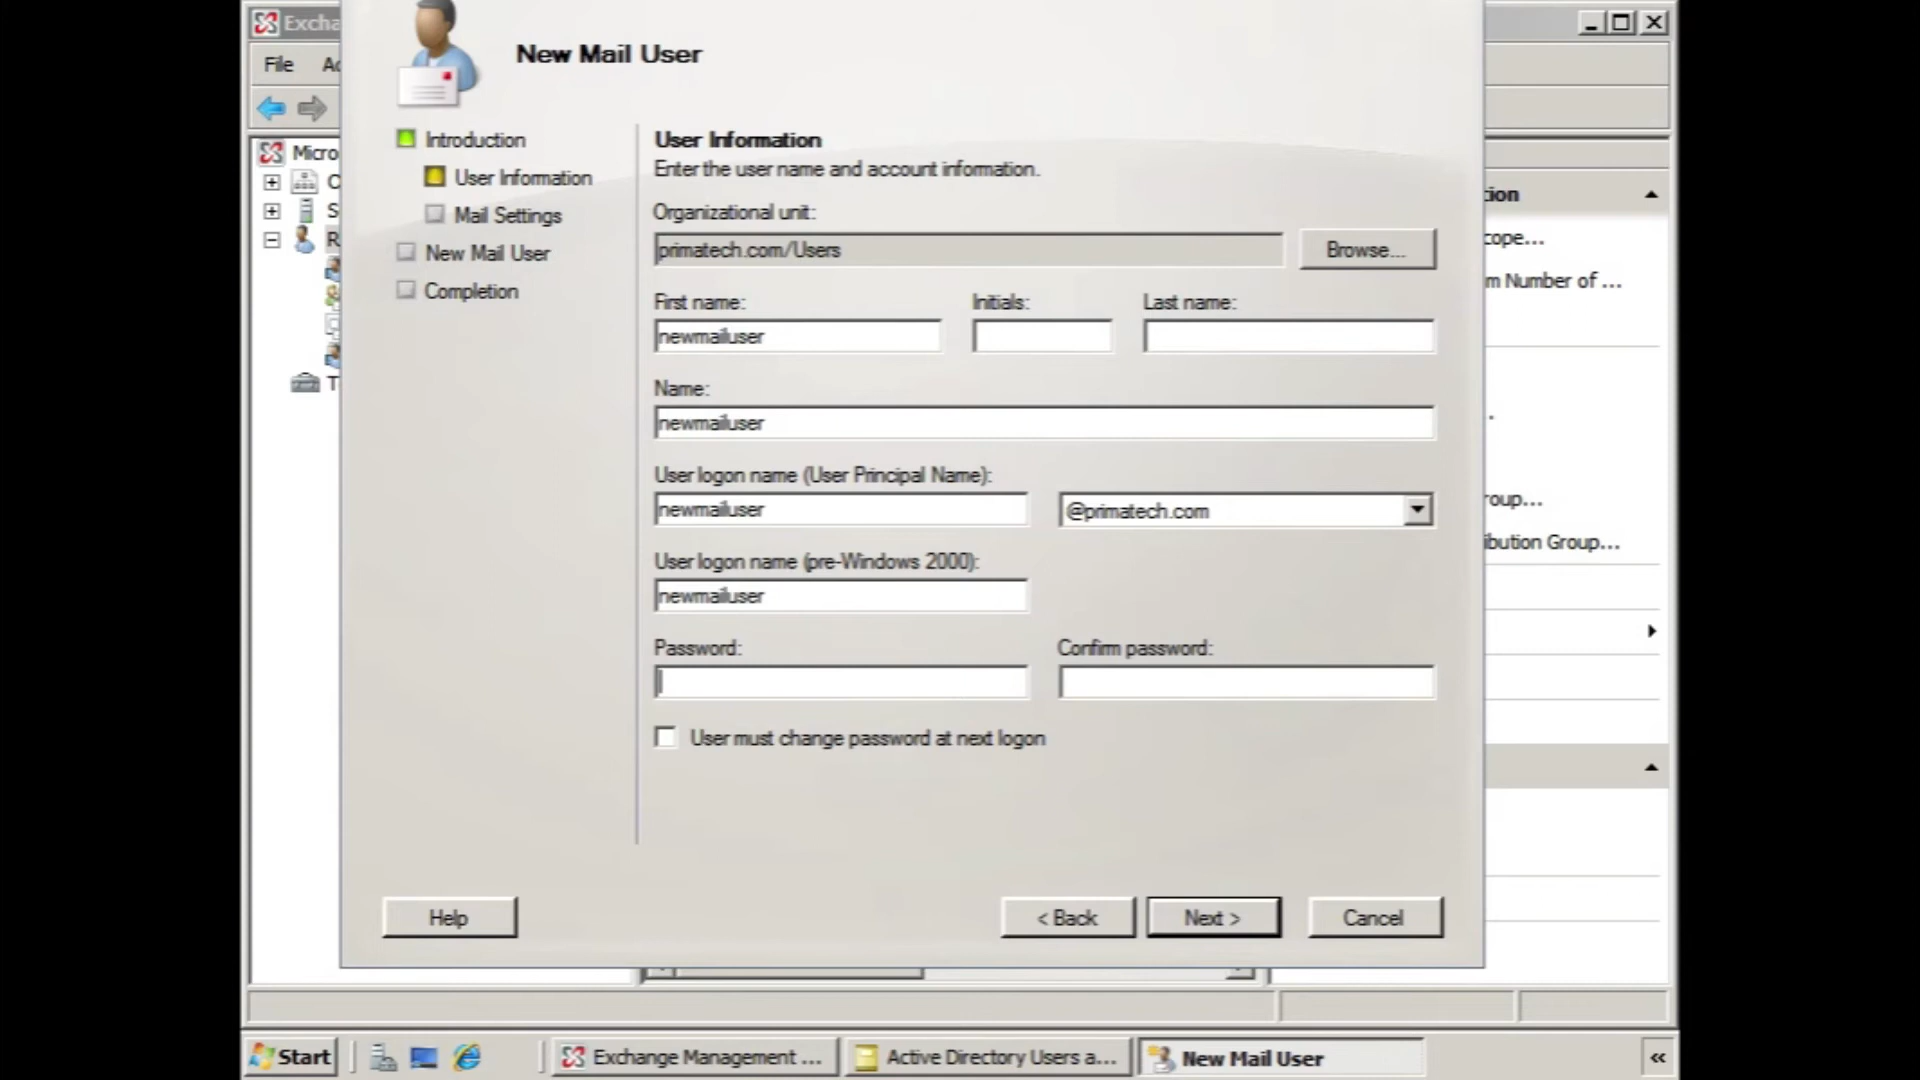 Excha
File
New Mail User
Micro
Introduction
User Information
Mail Settings
New Mail User
Completion
User Information
Enter the user name and account information.
Organizational unit:
primatech.com/Users
Browse...
First name:
Initials:
Last name:
newmailuser
Name:
newmailuser
User logon name (User Principal Name):
newmailuser
@primatech.com
User logon name (pre-Windows 2000):
newmailuser
Password:
Confirm password:
User must change password at next logon
Help
< Back
Next >
Cancel
tion
cope...
m Number of ...
roup...
ibution Group...
Start
Exchange Management ...
Active Directory Users a...
New Mail User
«